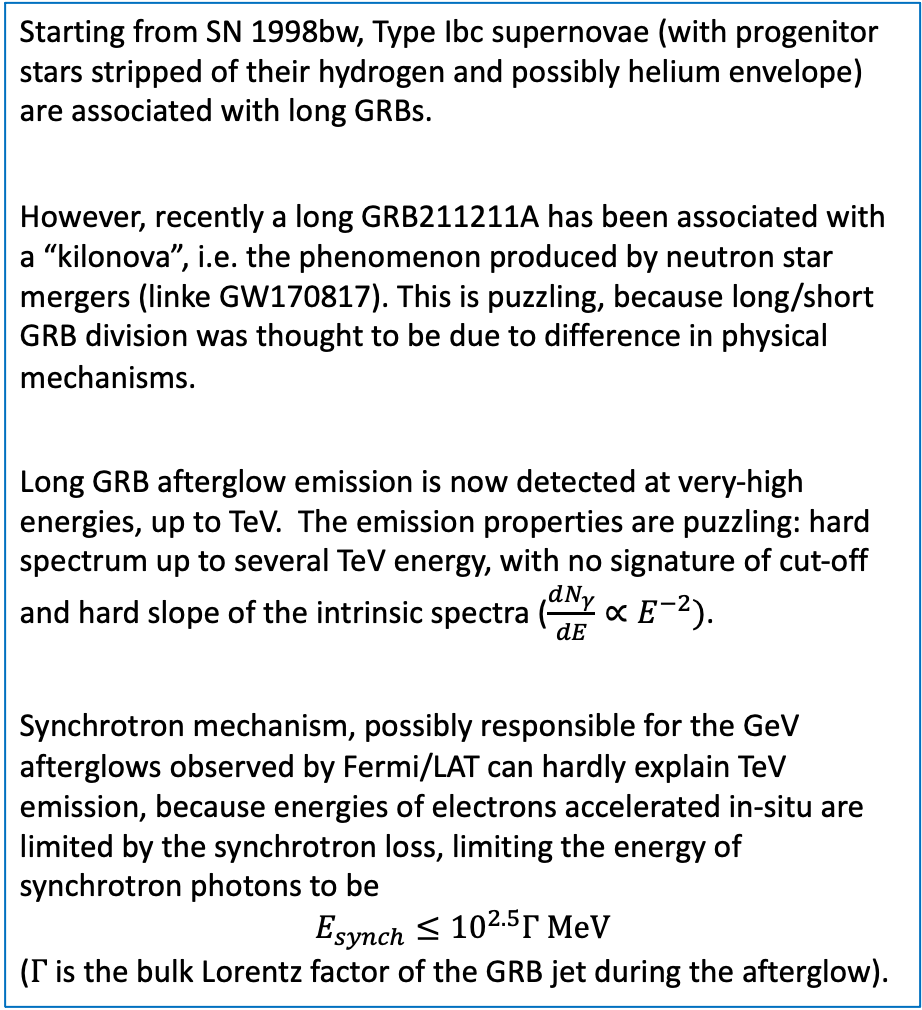 Starting from SN 1998bw, Type Ibc supernovae (with progenitor
stars stripped of their hydrogen and possibly helium envelope)
are associated with long GRBs.
However, recently a long GRB211211A has been associated with
a “kilonova”, i.e. the phenomenon produced by neutron star
mergers (linke GW170817). This is puzzling, because long/short
GRB division was thought to be due to difference in physical
mechanisms.
Long GRB afterglow emission is now detected at very-high
energies, up to TeV.  The emission properties are puzzling: hard
spectrum up to several TeV energy, with no signature of cut-off
and hard slope of the intrinsic spectra ($\frac{dN_\gamma}{dE} \propto E^{-2}$).
Synchrotron mechanism, possibly responsible for the GeV
afterglows observed by Fermi/LAT can hardly explain TeV
emission, because energies of electrons accelerated in-situ are
limited by the synchrotron loss, limiting the energy of
synchrotron photons to be
$E_{synch} \leq 10^{2.5}\Gamma$ MeV
(Γ is the bulk Lorentz factor of the GRB jet during the afterglow).